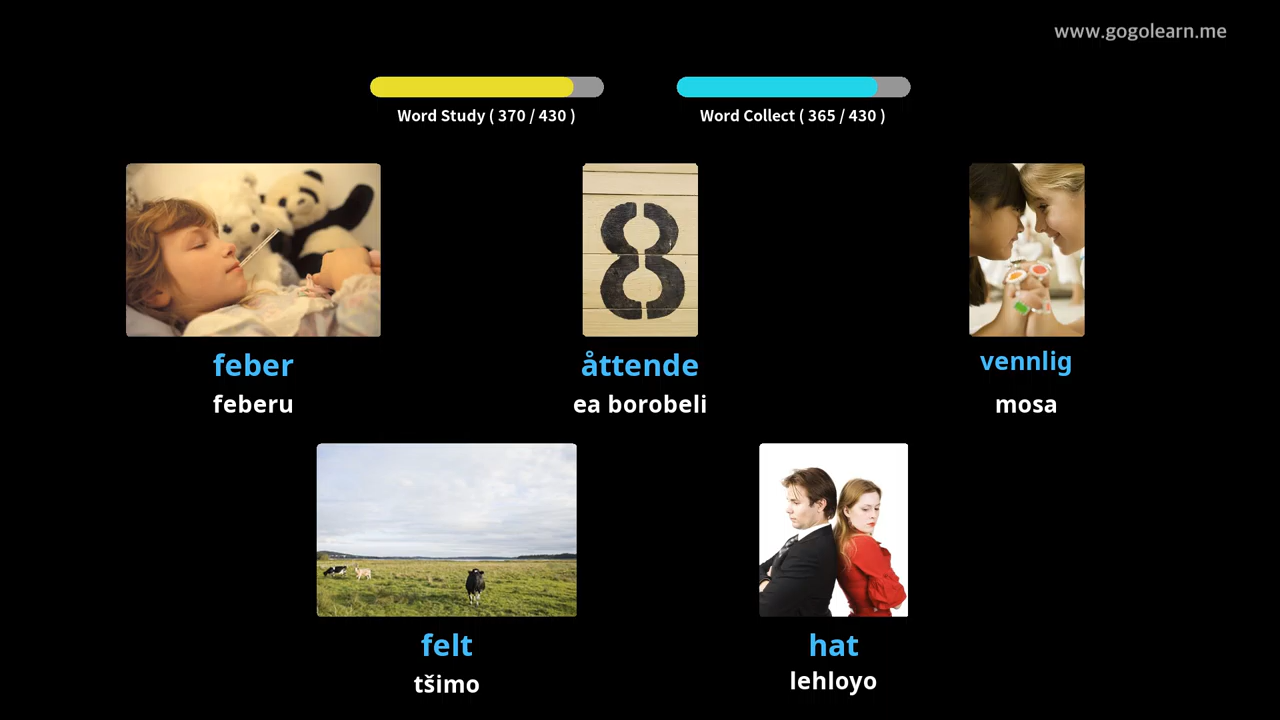 www.gogolearn.me
Word Study ( 370 / 430 )
Word Collect ( 365 / 430 )
8
feber
feberu
åttende
ea borobeli
vennlig
mosa
felt
tšimo
hat
lehloyo